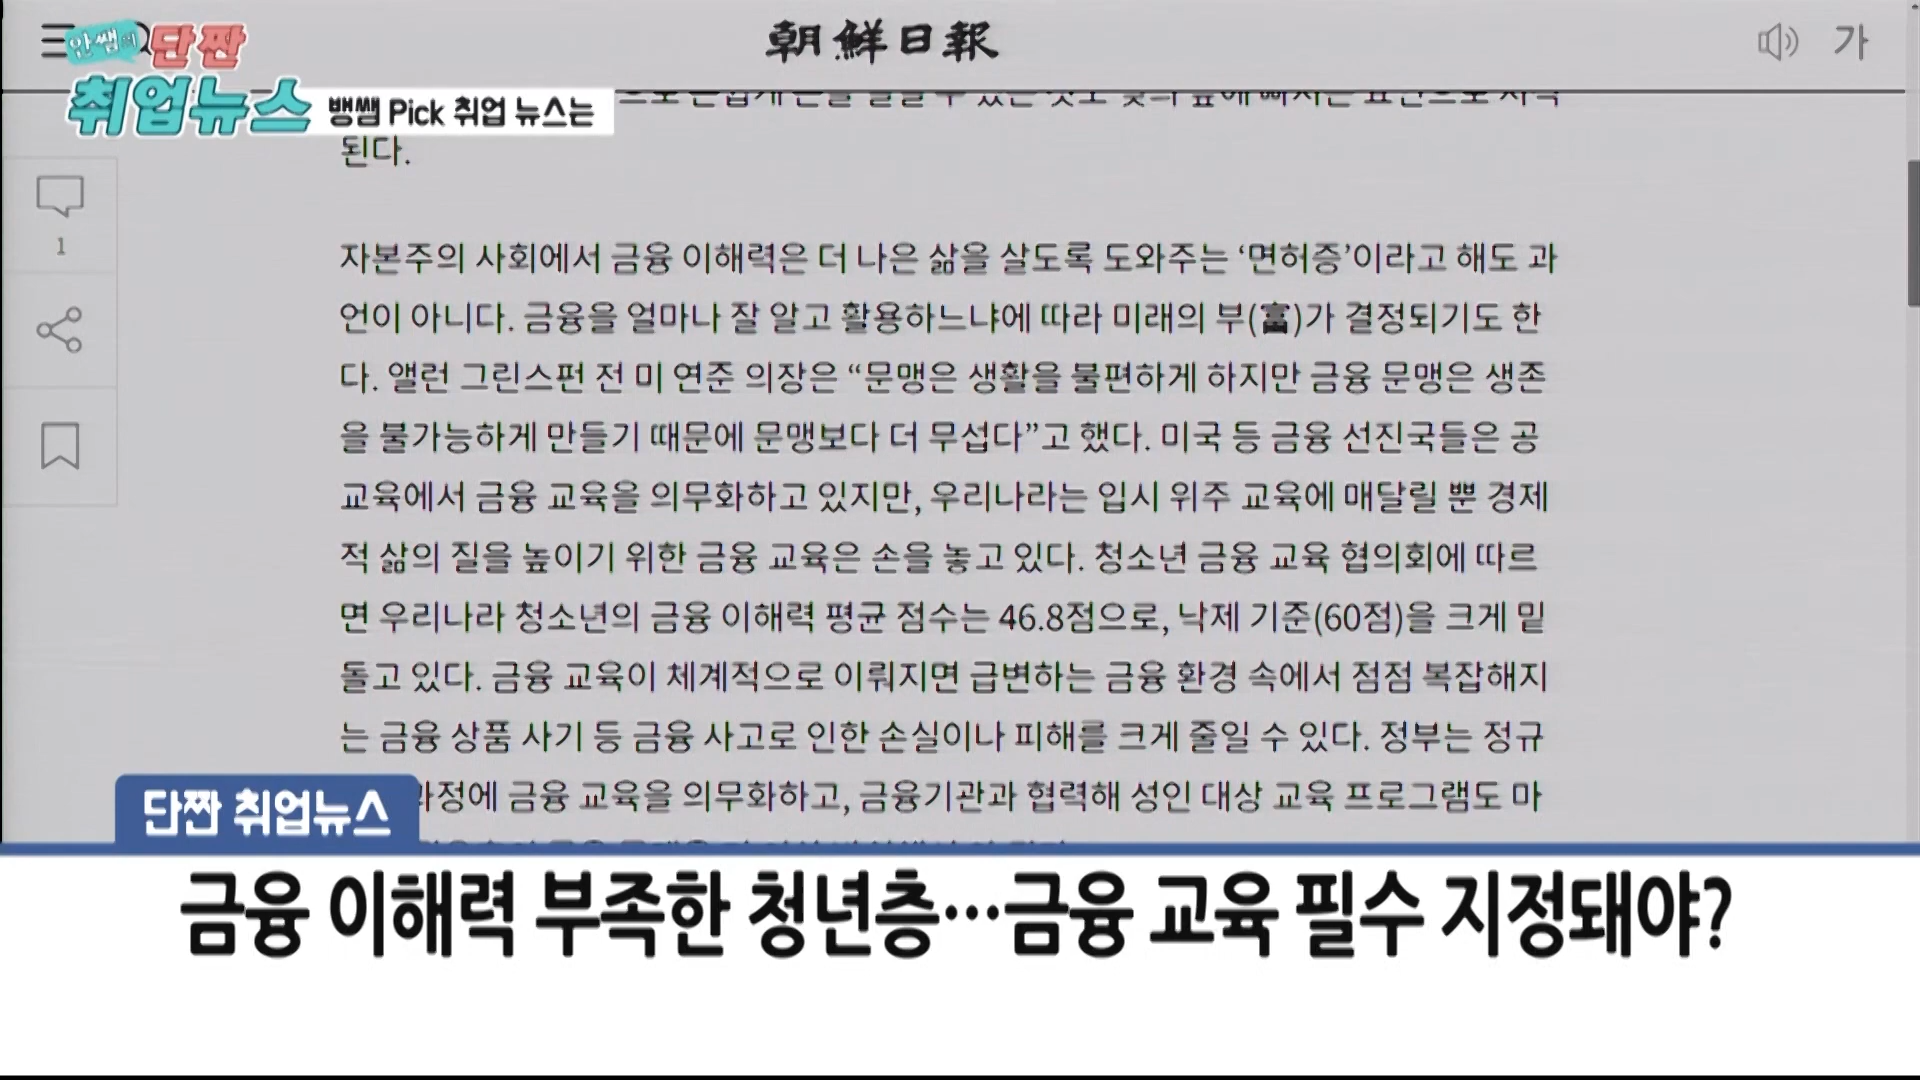 朝鮮日報
가
안쌤의 단짠
취업뉴스
뱅쌤 Pick 취업 뉴스는
된다.
1
자본주의 사회에서 금융 이해력은 더 나은 삶을 살도록 도와주는 ‘면허증’이라고 해도 과
언이 아니다. 금융을 얼마나 잘 알고 활용하느냐에 따라 미래의 부(富)가 결정되기도 한
다. 앨런 그린스펀 전 미 연준 의장은 “문맹은 생활을 불편하게 하지만 금융 문맹은 생존
을 불가능하게 만들기 때문에 문맹보다 더 무섭다”고 했다. 미국 등 금융 선진국들은 공
교육에서 금융 교육을 의무화하고 있지만, 우리나라는 입시 위주 교육에 매달릴 뿐 경제
적 삶의 질을 높이기 위한 금융 교육은 손을 놓고 있다. 청소년 금융 교육 협의회에 따르
면 우리나라 청소년의 금융 이해력 평균 점수는 46.8점으로, 낙제 기준(60점)을 크게 밑
돌고 있다. 금융 교육이 체계적으로 이뤄지면 급변하는 금융 환경 속에서 점점 복잡해지
는 금융 상품 사기 등 금융 사고로 인한 손실이나 피해를 크게 줄일 수 있다. 정부는 정규
과정에 금융 교육을 의무화하고, 금융기관과 협력해 성인 대상 교육 프로그램도 마
단짠 취업뉴스
금융 이해력 부족한 청년층…금융 교육 필수 지정돼야?